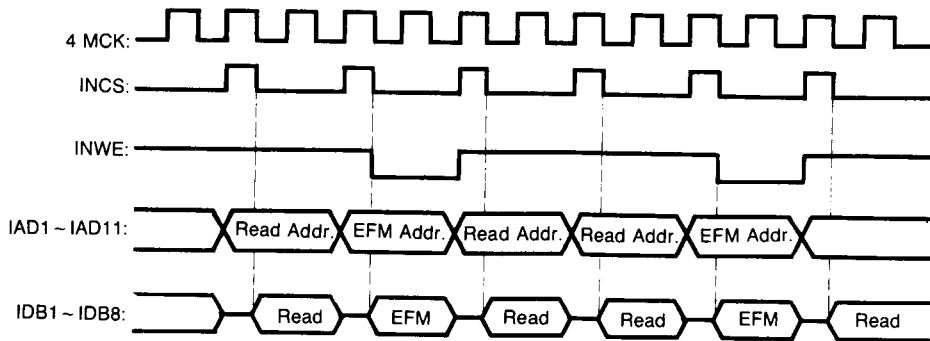 4 MCK:
INCS:
INWE:
IAD1 ~ IAD11: Read Addr. EFM Addr. Read Addr. Read Addr. EFM Addr.
IDB1 ~ IDB8: Read EFM Read Read EFM Read